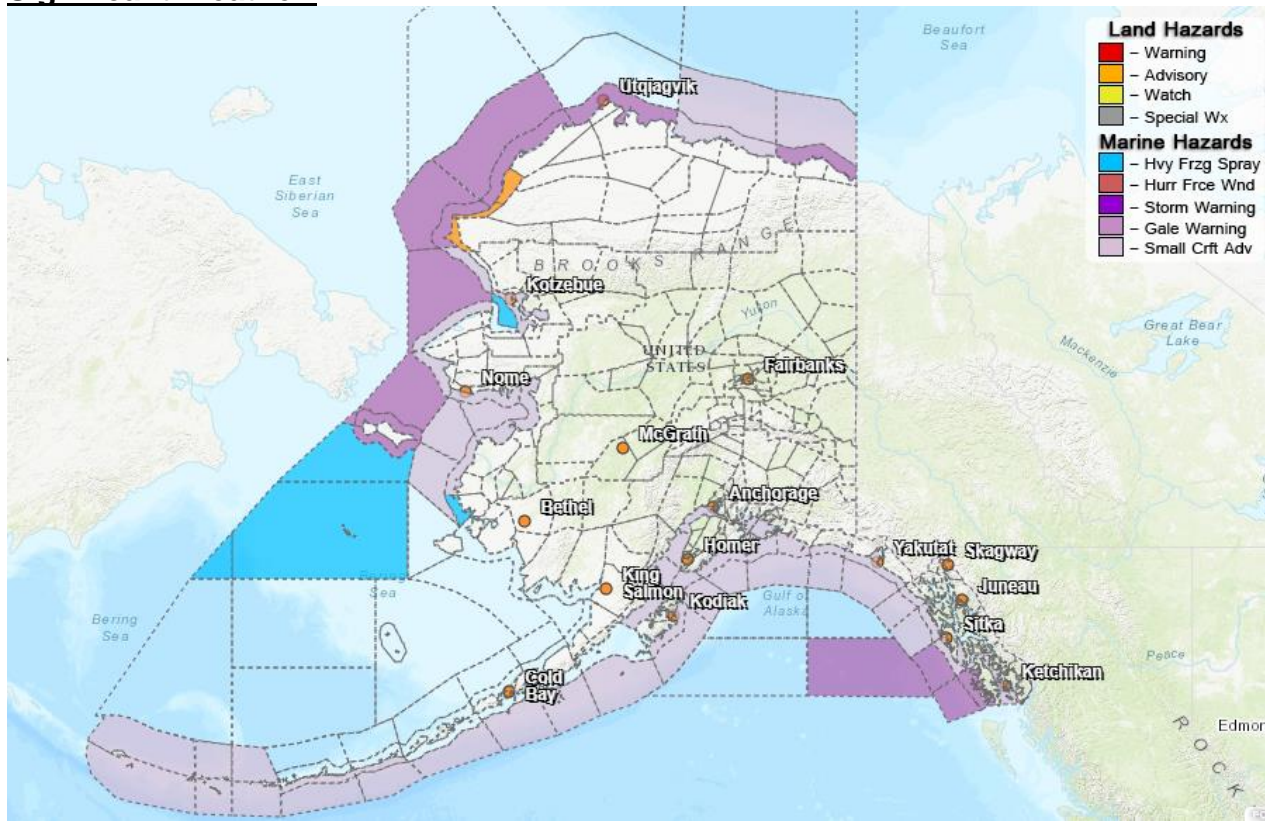 Beaufort
Sea
Land Hazards
– Warning
– Advisory
– Watch
– Special Wx
Marine Hazards
– Hvy Frzg Spray
– Hurr Frce Wnd
– Storm Warning
– Gale Warning
– Small Crft Adv
Utqiagvik
East
Siberian
Sea
BROOKS RANGE
Kotzebue
Yukon
Great Bear
Lake
Mackenzie
UNITED
STATES
Fairbanks
Nome
McGrath
Anchorage
Bethel
Homer
Yakutat
Skagway
King
Salmon
Juneau
Bering
Sea
Sea
Kodiak
Gulf of
Alaska
Sitka
Peace
Cold
Bay
Ketchikan
Edmon
ROCK